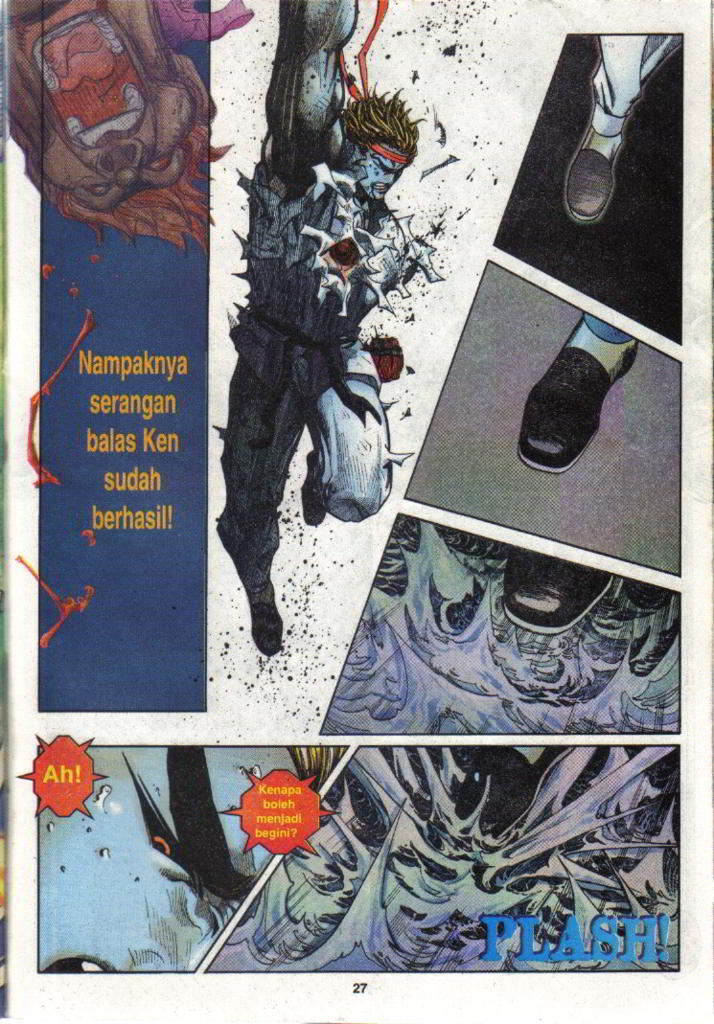 Nampaknya
serangan
balas Ken
sudah
berhasil!
Ah!
Kenapa
boleh
menjadi
begini?
PLASH!
27